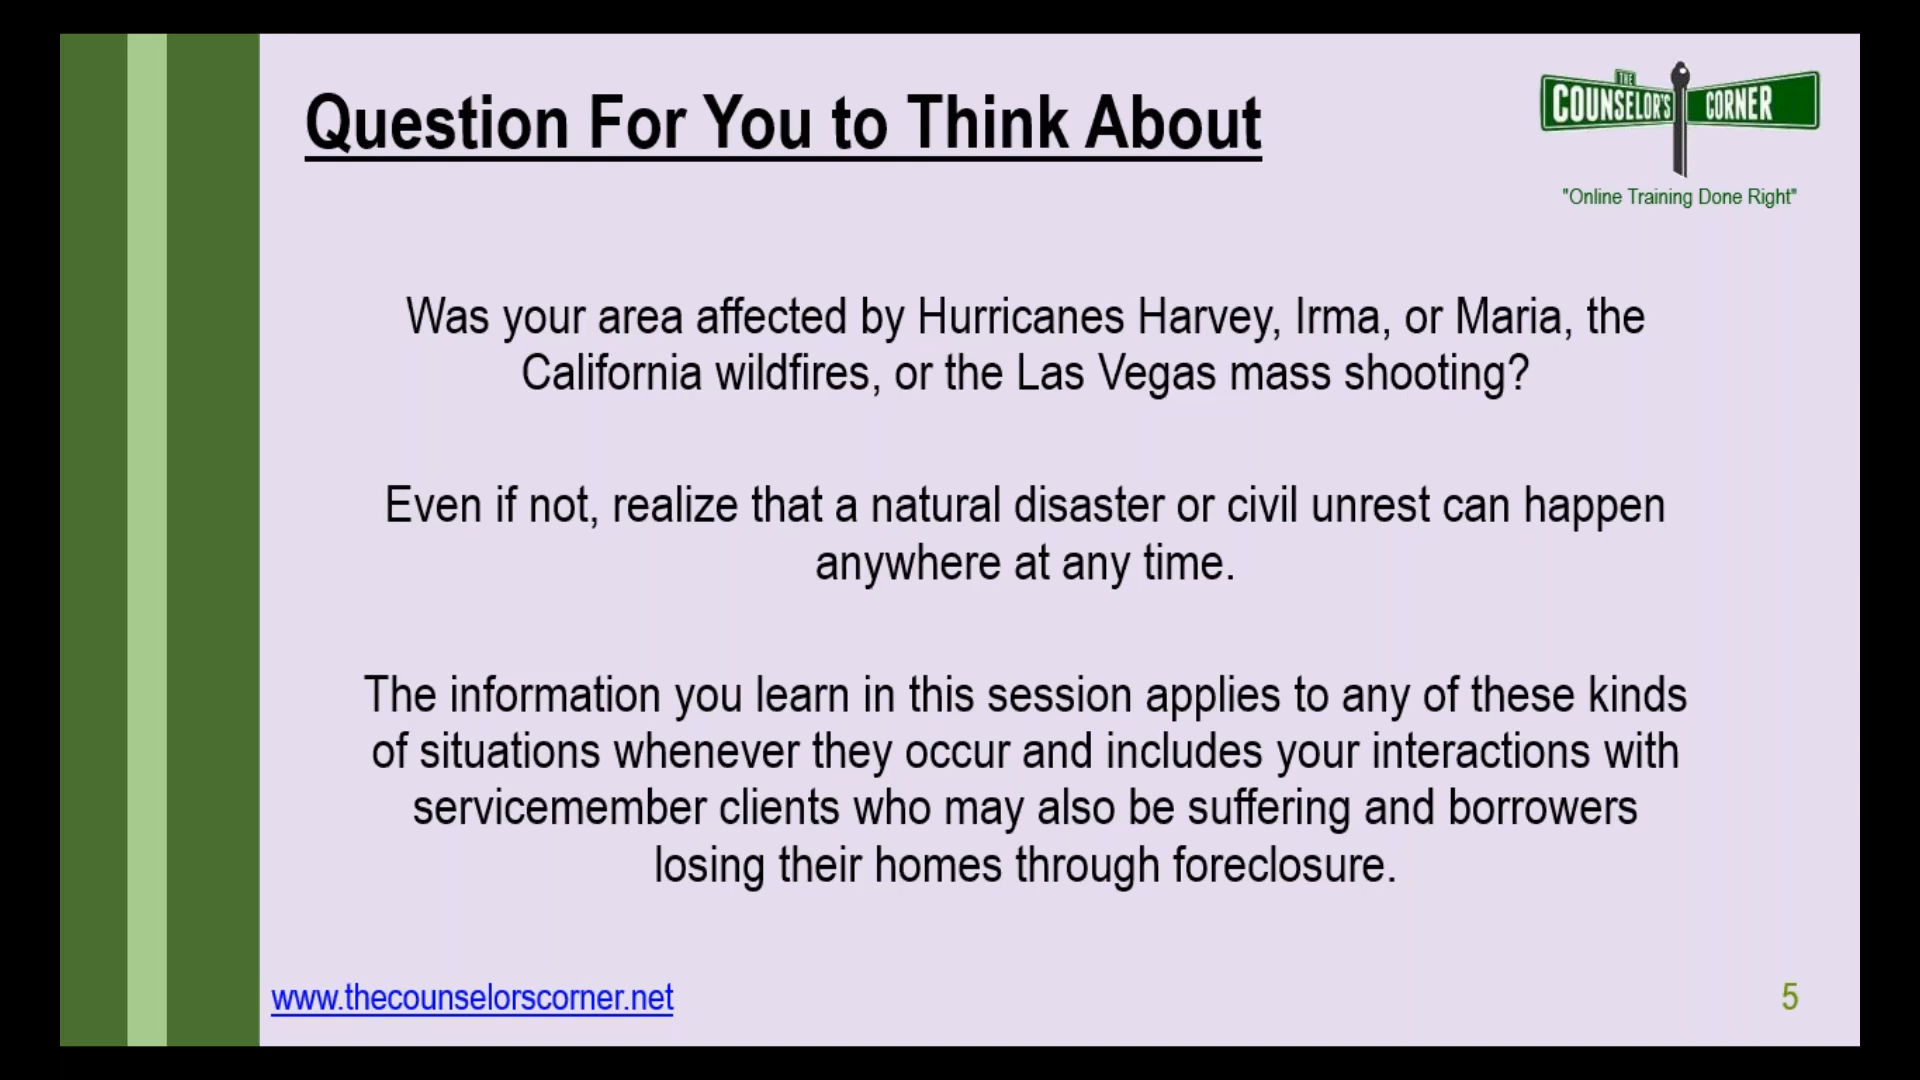 Question For You to Think About
THE
COUNSELOR'S CORNER
"Online Training Done Right"
Was your area affected by Hurricanes Harvey, Irma, or Maria, the
California wildfires, or the Las Vegas mass shooting?
Even if not, realize that a natural disaster or civil unrest can happen
anywhere at any time.
The information you learn in this session applies to any of these kinds
of situations whenever they occur and includes your interactions with
servicemember clients who may also be suffering and borrowers
losing their homes through foreclosure.
www.thecounselorscorner.net
5